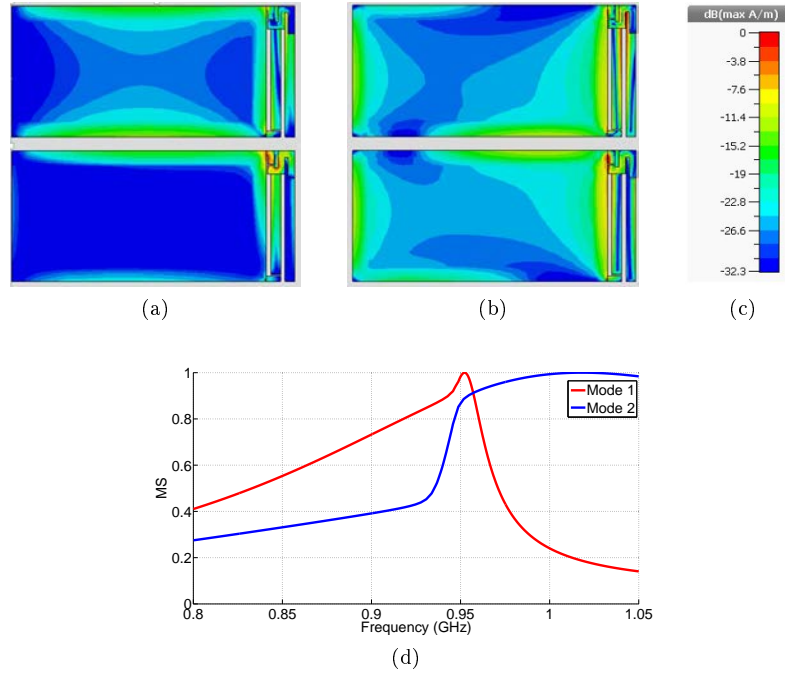 dB(max A/m)
0
-3.8
-7.6
-11.4
-15.2
-19
-22.8
-26.6
-32.3
(a)
(b)
(c)
1
0.8
0.6
0.4
0.2
0
MS
Mode 1
Mode 2
0.8
0.85
0.9
0.95
1
1.05
Frequency (GHz)
(d)